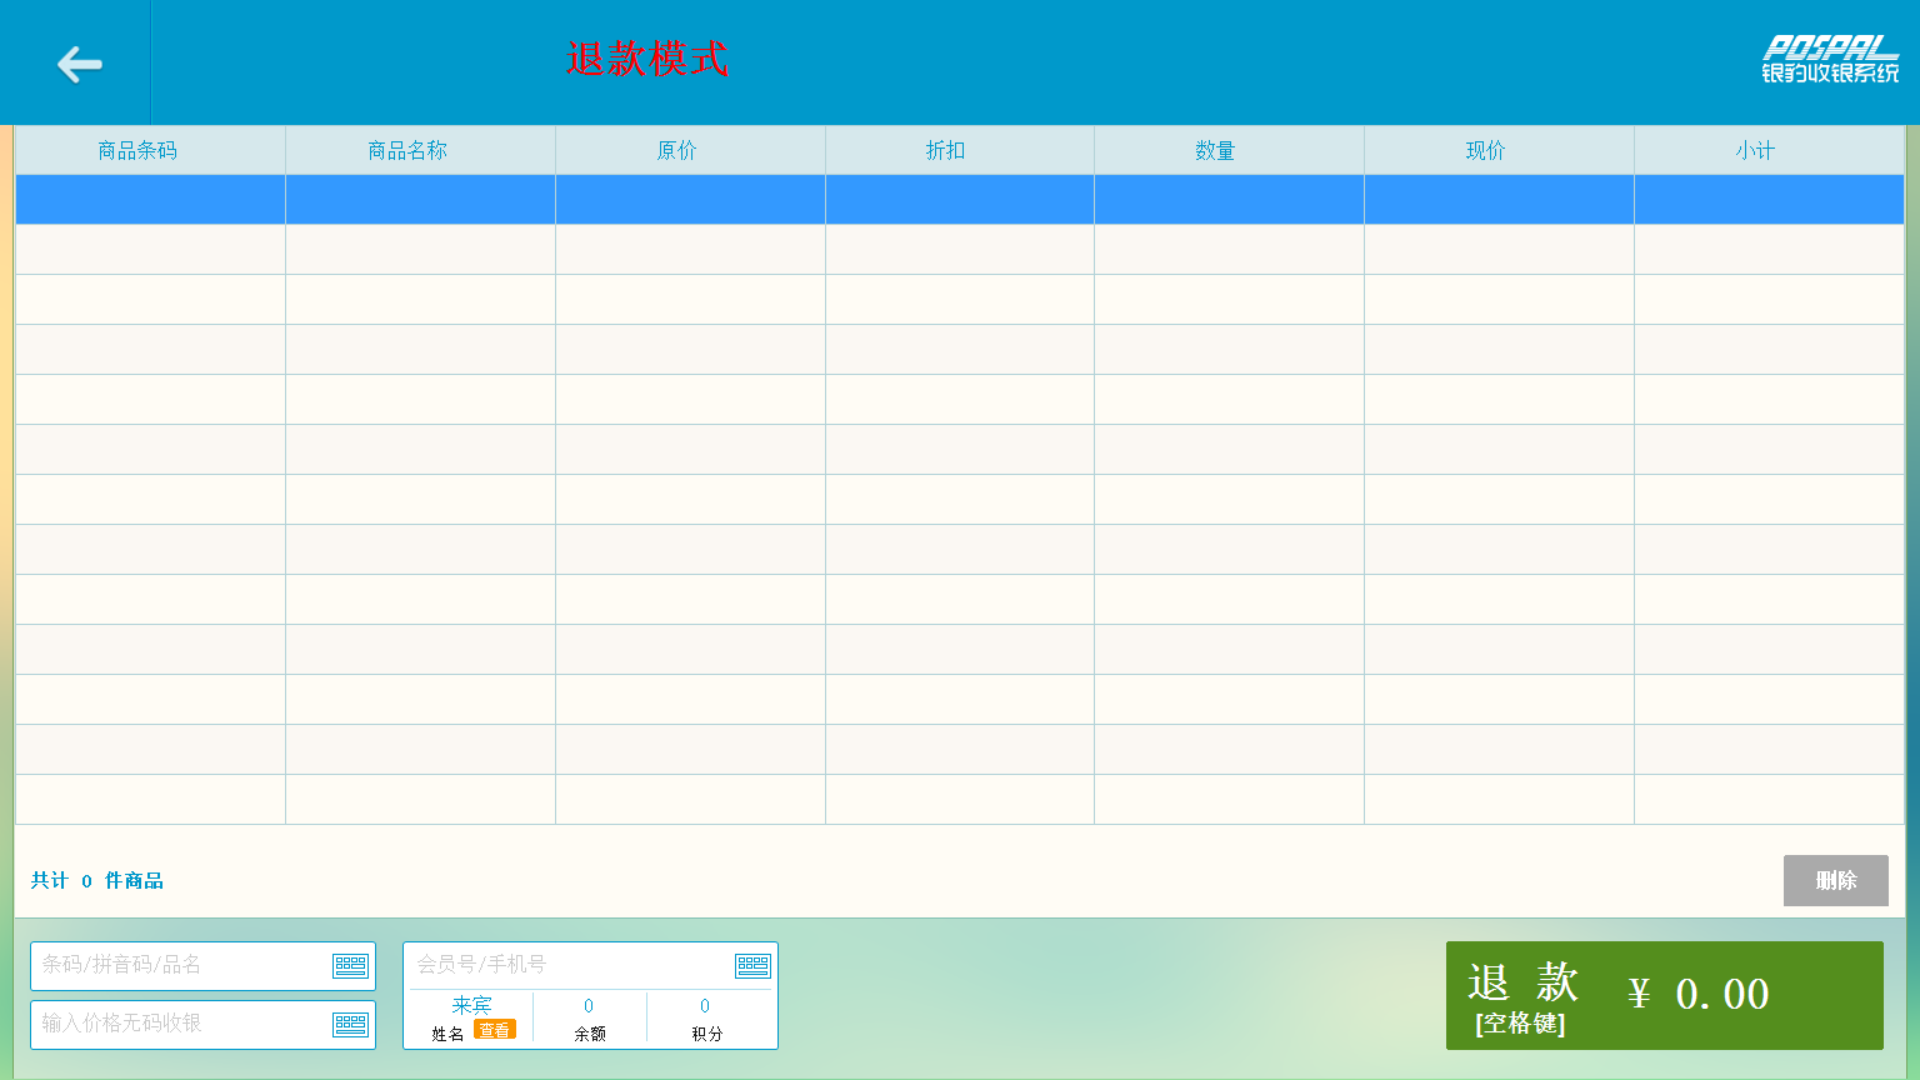 退款模式
POSPAL
银豹收银系统
商品条码 商品名称 原价 折扣 数量 现价 小计
共计 0 件商品
删除
条码/拼音码/品名
输入价格无码收银
会员号/手机号
来宾 0 0
姓名 查看 余额 积分
退 款 ¥ 0.00
[空格键]